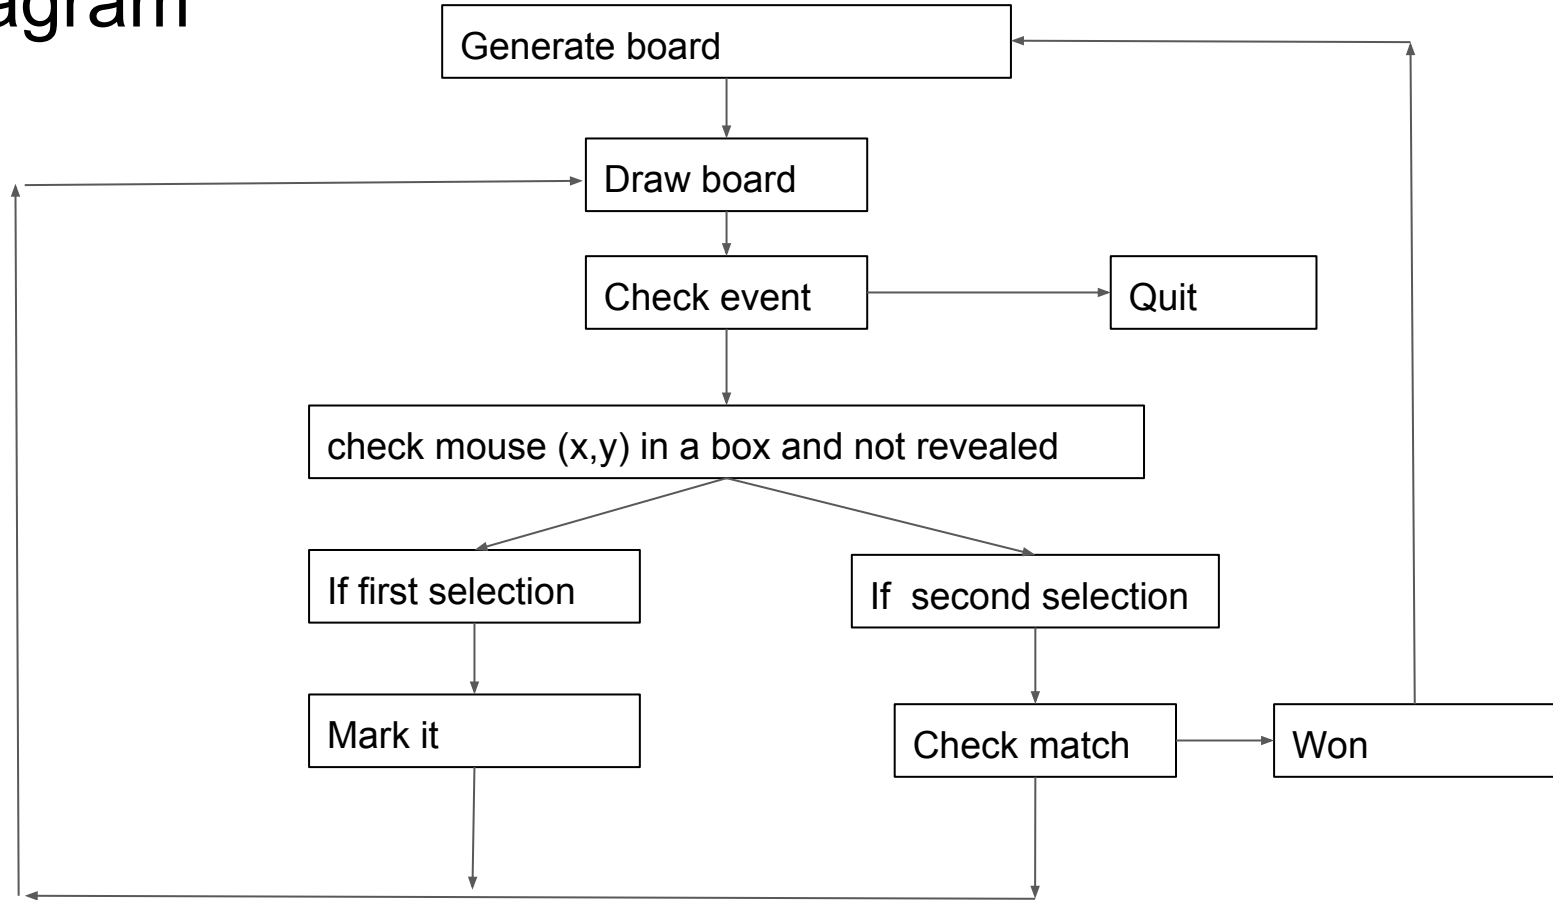 agram
Generate board
Draw board
Check event
Quit
check mouse (x,y) in a box and not revealed
If first selection
If  second selection
Mark it
Check match
Won